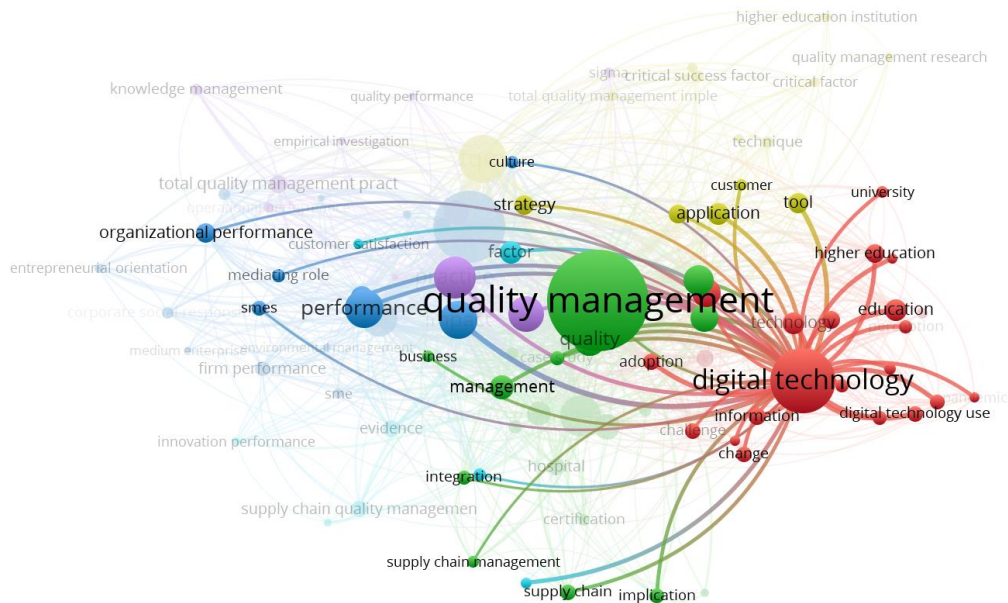 higher education institution
quality management research
sigma
critical success factor
critical factor
knowledge management
quality performance
total quality management imple
empirical investigation
technique
culture
total quality management pract
customer
university
strategy
application
tool
organizational performance
customer satisfaction
factor
higher education
entrepreneurial orientation
mediating role
quality management
smes
performance
education
technology
quality
medium enterprise
environmental management
business
case study
adoption
firm performance
digital technology
management
sme
information
digital technology use
evidence
challenge
innovation performance
change
hospital
integration
supply chain quality managemen
certification
supply chain management
supply chain
implication